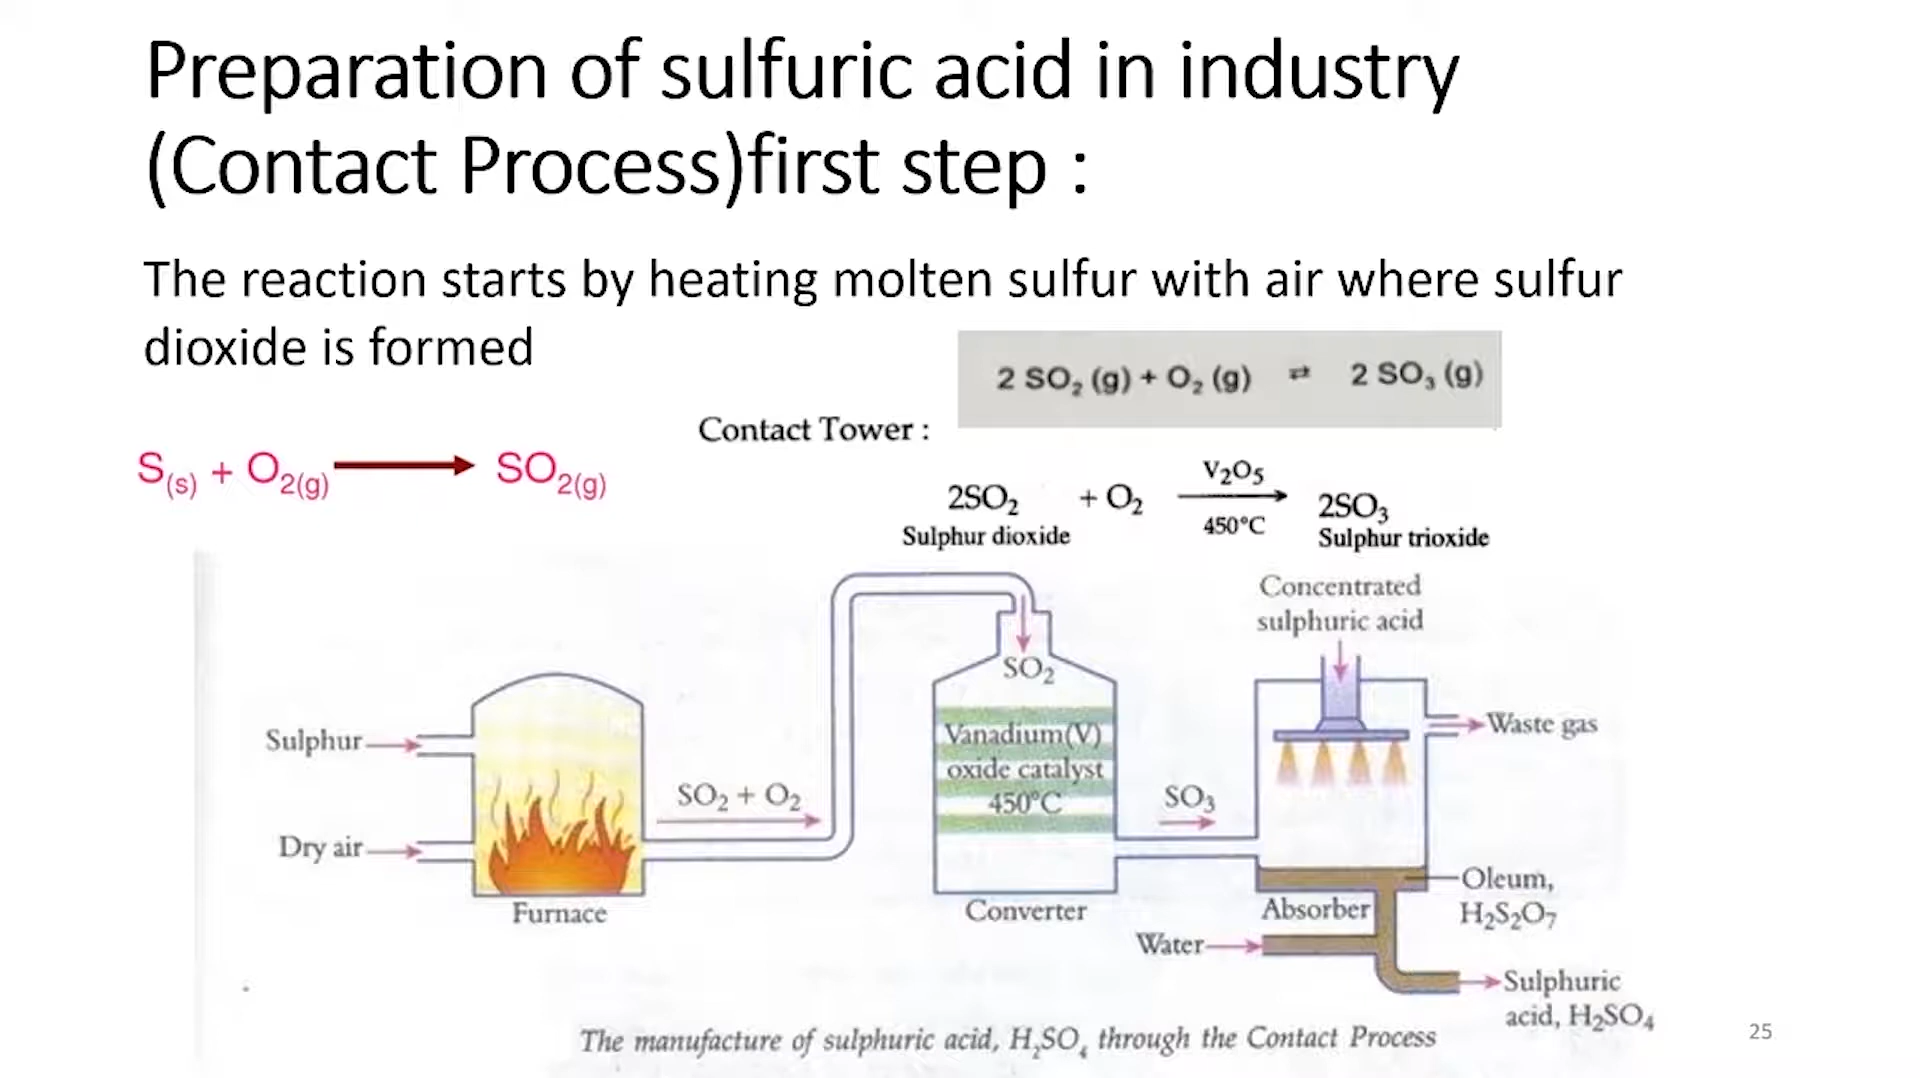 Preparation of sulfuric acid in industry
(Contact Process)first step :
The reaction starts by heating molten sulfur with air where sulfur
dioxide is formed
2 SO₂ (g) + O₂ (g) ⇄ 2 SO₃ (g)
Contact Tower :
S(s) + O2(g) → SO2(g)
V₂O₅
2SO₂ + O₂ → 2SO₃
450°C
Sulphur dioxide Sulphur trioxide
Concentrated
sulphuric acid
SO₂
Sulphur
Waste gas
Vanadium(V)
oxide catalyst
450°C
SO₂ + O₂
SO₃
Dry air
Oleum,
H₂S₂O₇
Furnace
Converter
Absorber
Water
Sulphuric
acid, H₂SO₄
The manufacture of sulphuric acid, H₂SO₄ through the Contact Process
25